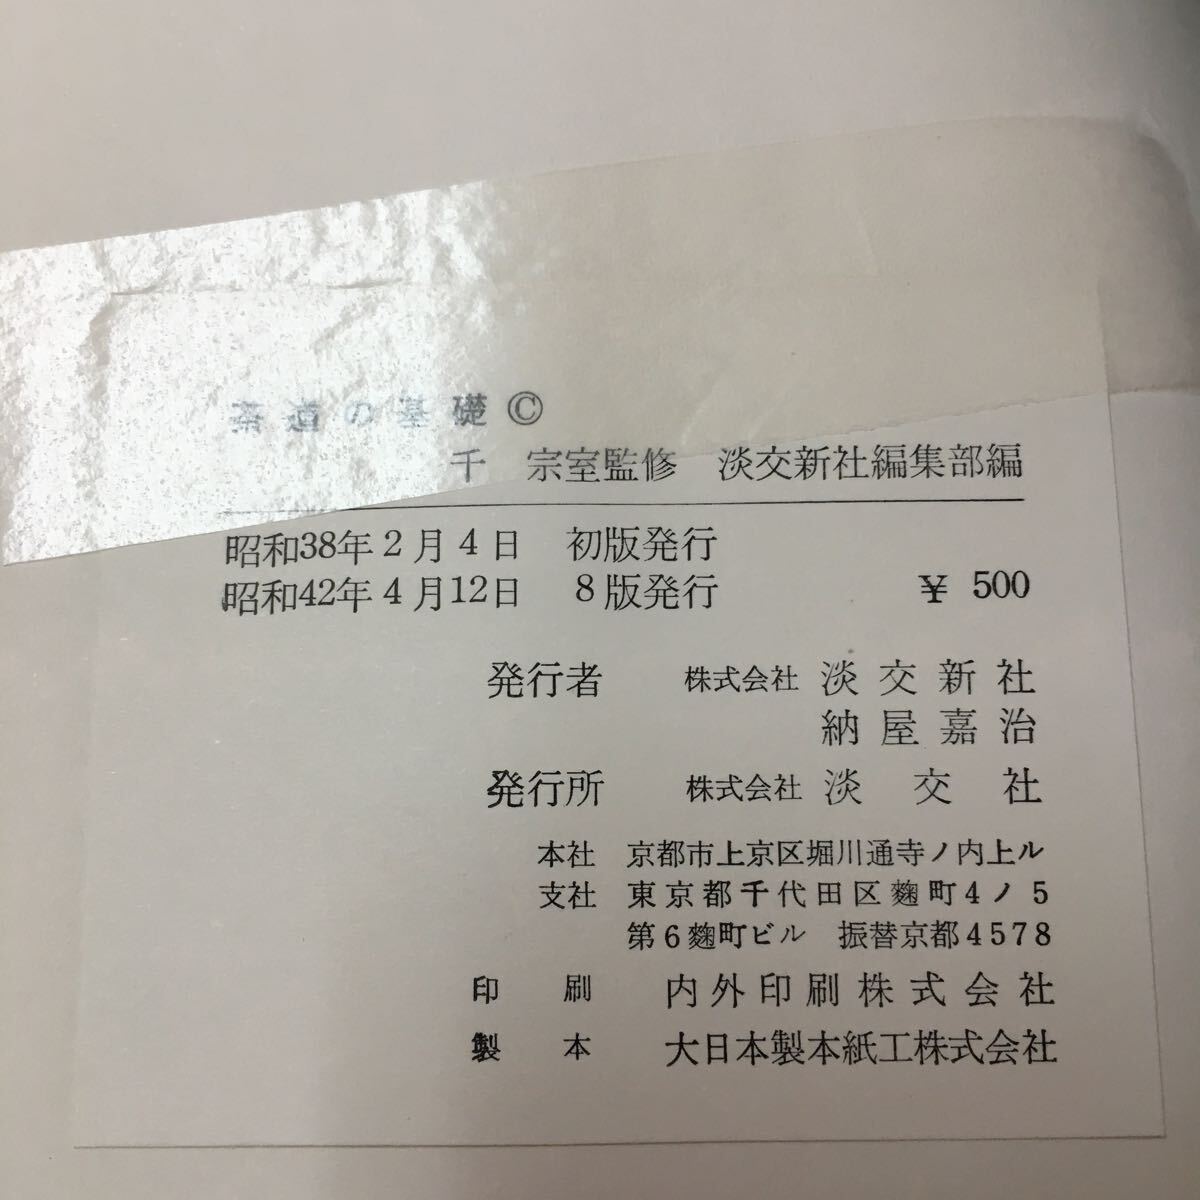 茶道の基礎©
千 宗室監修 淡交新社編集部編
昭和38年2月4日 初版発行
昭和42年4月12日 8版発行 ¥ 500
発行者 株式会社 淡交新社
納屋嘉治
発行所 株式会社 淡交社
本社 京都市上京区堀川通寺ノ内上ル
支社 東京都千代田区麹町4ノ5
第6麹町ビル 振替京都4578
印刷 内外印刷株式会社
製本 大日本製本紙工株式会社